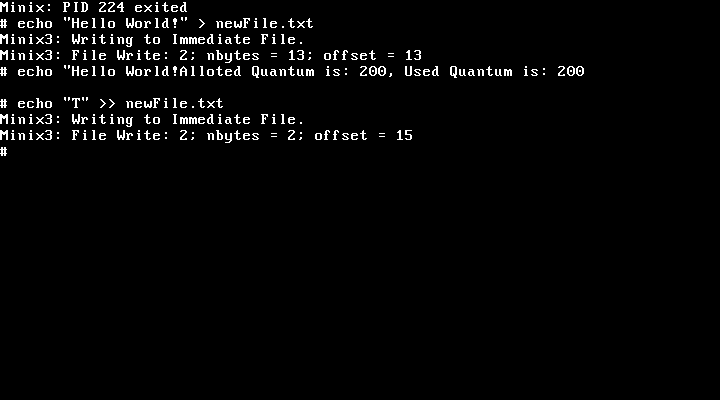 Minix: PID 224 exited
# echo "Hello World!" > newFile.txt
Minix3: Writing to Immediate File.
Minix3: File Write: 2; nbytes = 13; offset = 13
# echo "Hello World!Alloted Quantum is: 200, Used Quantum is: 200
# echo "T" >> newFile.txt
Minix3: Writing to Immediate File.
Minix3: File Write: 2; nbytes = 2; offset = 15
#